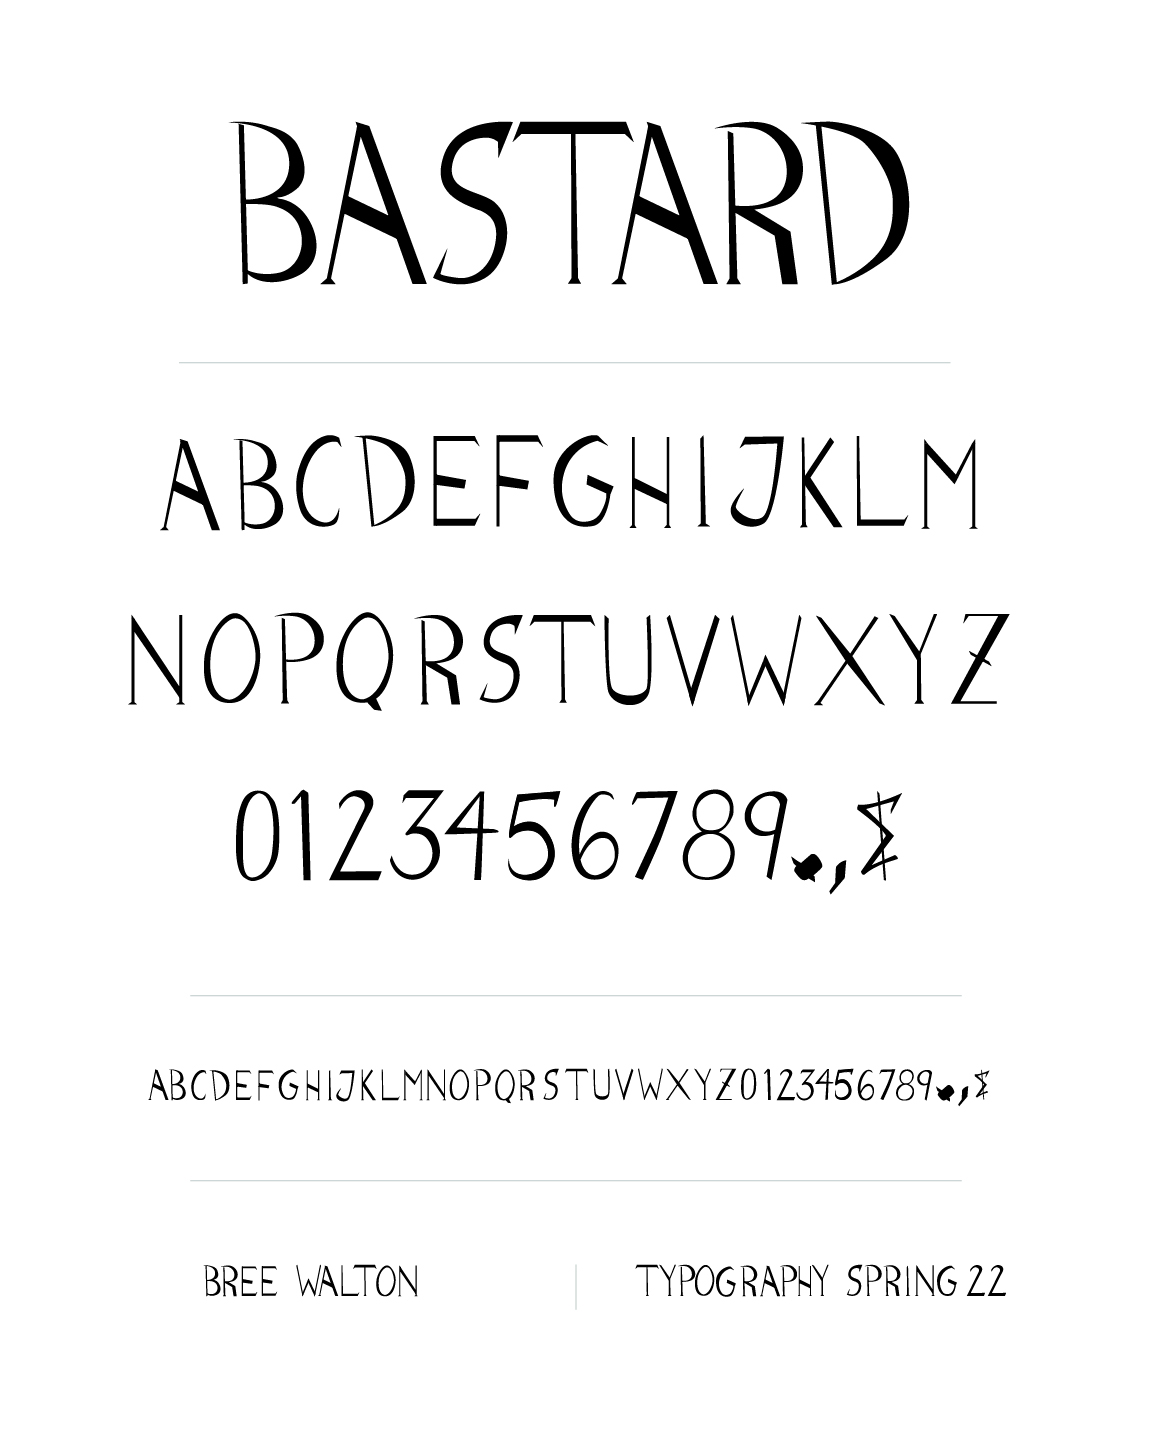 BASTARD
ABCDEFGHIJKLM
NOPQRSTUVWXYZ
0123456789.,$
ABCDEFGHIJKLMNOPQRSTUVWXYZ0123456789.,$
BREE WALTON
TYPOGRAPHY SPRING 22